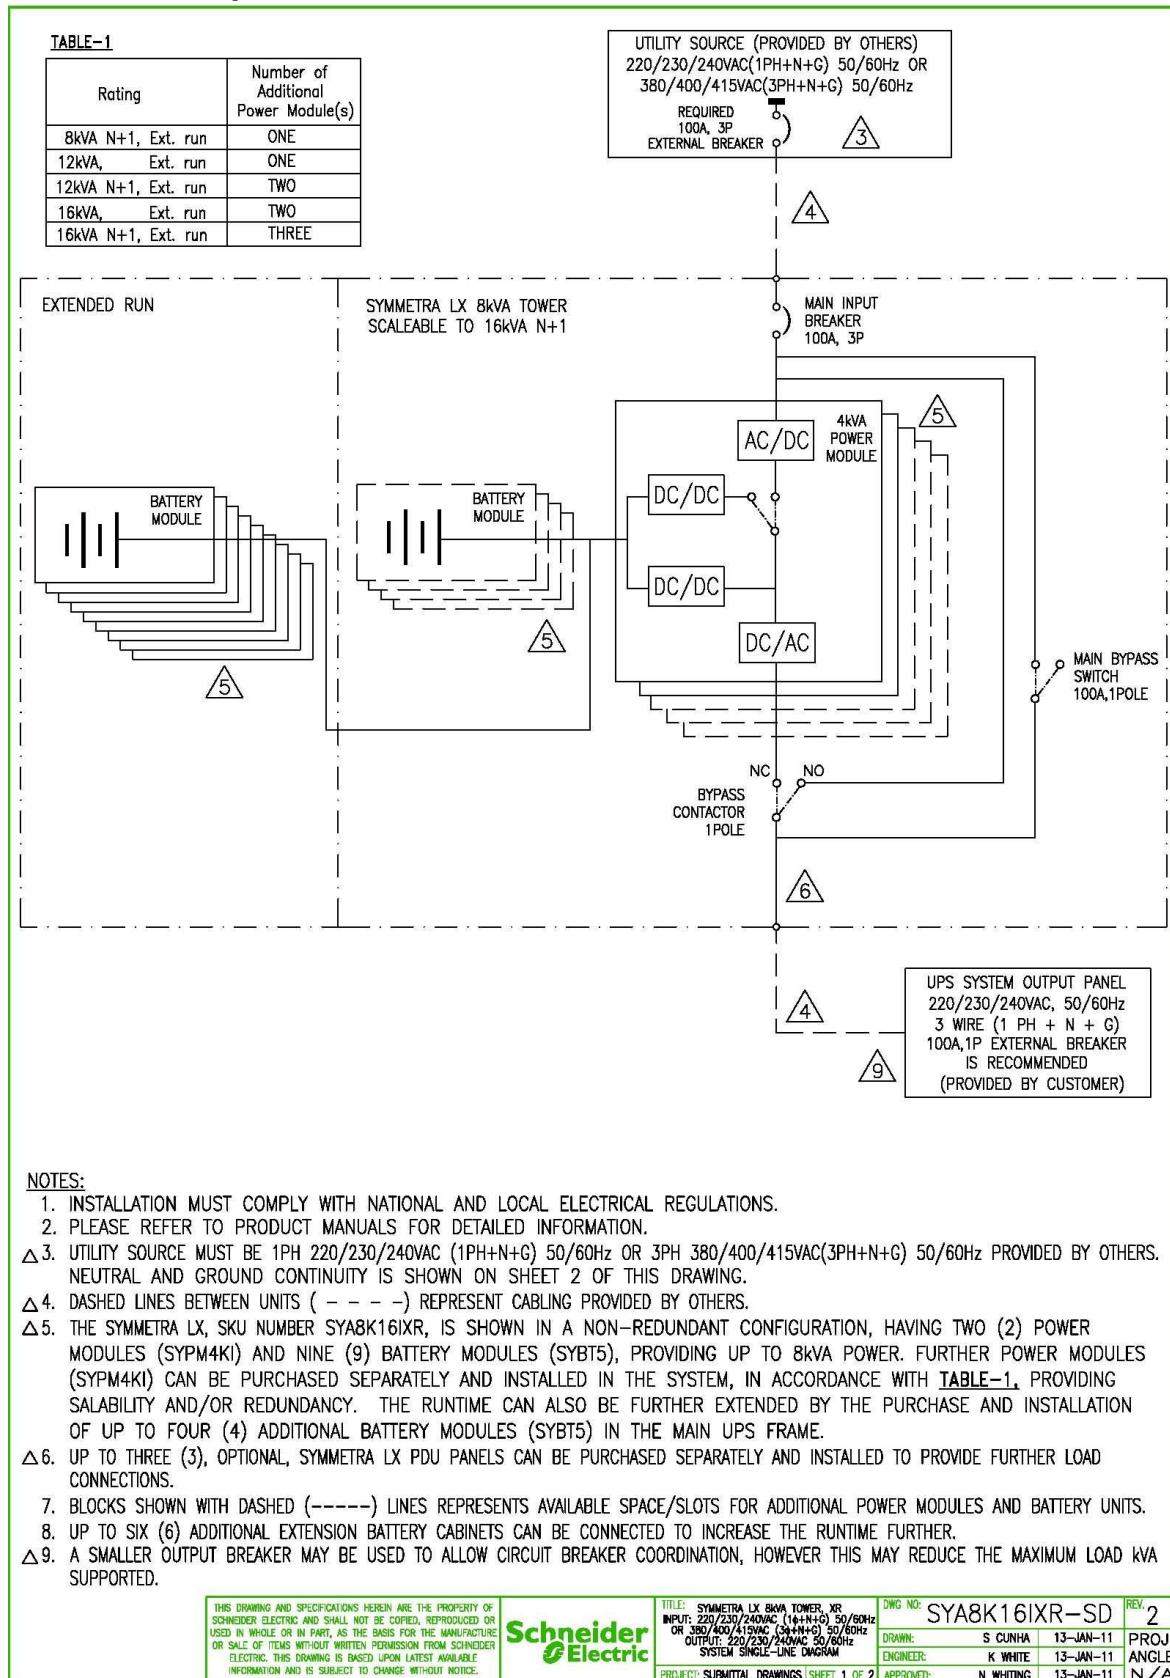 TABLE-1
Rating
Number of
Additional
Power Module(s)
8kVA N+1, Ext. run ONE
12kVA, Ext. run ONE
12kVA N+1, Ext. run TWO
16kVA, Ext. run TWO
16kVA N+1, Ext. run THREE
UTILITY SOURCE (PROVIDED BY OTHERS)
220/230/240VAC(1PH+N+G) 50/60Hz OR
380/400/415VAC(3PH+N+G) 50/60Hz
REQUIRED
100A, 3P
EXTERNAL BREAKER
3
4
EXTENDED RUN
SYMMETRA LX 8kVA TOWER
SCALEABLE TO 16kVA N+1
MAIN INPUT
BREAKER
100A, 3P
5
4kVA
POWER
MODULE
AC/DC
DC/DC
DC/DC
DC/AC
BATTERY
MODULE
BATTERY
MODULE
5
5
MAIN BYPASS
SWITCH
100A,1POLE
NC
NO
BYPASS
CONTACTOR
1POLE
6
4
9
UPS SYSTEM OUTPUT PANEL
220/230/240VAC, 50/60Hz
3 WIRE (1 PH + N + G)
100A,1P EXTERNAL BREAKER
IS RECOMMENDED
(PROVIDED BY CUSTOMER)
NOTES:
1. INSTALLATION MUST COMPLY WITH NATIONAL AND LOCAL ELECTRICAL REGULATIONS.
2. PLEASE REFER TO PRODUCT MANUALS FOR DETAILED INFORMATION.
△3. UTILITY SOURCE MUST BE 1PH 220/230/240VAC (1PH+N+G) 50/60Hz OR 3PH 380/400/415VAC(3PH+N+G) 50/60Hz PROVIDED BY OTHERS.
NEUTRAL AND GROUND CONTINUITY IS SHOWN ON SHEET 2 OF THIS DRAWING.
△4. DASHED LINES BETWEEN UNITS ( - - - -) REPRESENT CABLING PROVIDED BY OTHERS.
△5. THE SYMMETRA LX, SKU NUMBER SYA8K16IXR, IS SHOWN IN A NON-REDUNDANT CONFIGURATION, HAVING TWO (2) POWER
MODULES (SYPM4KI) AND NINE (9) BATTERY MODULES (SYBT5), PROVIDING UP TO 8kVA POWER. FURTHER POWER MODULES
(SYPM4KI) CAN BE PURCHASED SEPARATELY AND INSTALLED IN THE SYSTEM, IN ACCORDANCE WITH TABLE-1, PROVIDING
SALABILITY AND/OR REDUNDANCY. THE RUNTIME CAN ALSO BE FURTHER EXTENDED BY THE PURCHASE AND INSTALLATION
OF UP TO FOUR (4) ADDITIONAL BATTERY MODULES (SYBT5) IN THE MAIN UPS FRAME.
△6. UP TO THREE (3), OPTIONAL, SYMMETRA LX PDU PANELS CAN BE PURCHASED SEPARATELY AND INSTALLED TO PROVIDE FURTHER LOAD
CONNECTIONS.
7. BLOCKS SHOWN WITH DASHED (-----) LINES REPRESENTS AVAILABLE SPACE/SLOTS FOR ADDITIONAL POWER MODULES AND BATTERY UNITS.
8. UP TO SIX (6) ADDITIONAL EXTENSION BATTERY CABINETS CAN BE CONNECTED TO INCREASE THE RUNTIME FURTHER.
△9. A SMALLER OUTPUT BREAKER MAY BE USED TO ALLOW CIRCUIT BREAKER COORDINATION, HOWEVER THIS MAY REDUCE THE MAXIMUM LOAD kVA
SUPPORTED.
THIS DRAWING AND SPECIFICATIONS HEREIN ARE THE PROPERTY OF
SCHNEIDER ELECTRIC AND SHALL NOT BE COPIED, REPRODUCED OR
USED IN WHOLE OR IN PART, AS THE BASIS FOR THE MANUFACTURE
OR SALE OF ITEMS WITHOUT WRITTEN PERMISSION FROM SCHNEIDER
ELECTRIC. THIS DRAWING IS BASED UPON LATEST AVAILABLE
INFORMATION AND IS SUBJECT TO CHANGE WITHOUT NOTICE.
Schneider
Electric
TITLE: SYMMETRA LX 8kVA TOWER, XR
INPUT: 220/230/240VAC (1ϕ+N+G) 50/60Hz
OR 380/400/415VAC (3ϕ+N+G) 50/60Hz
OUTPUT: 220/230/240VAC 50/60Hz
SYSTEM SINGLE-LINE DIAGRAM
PROJECT: SUBMITTAL DRAWINGS SHEET 1 OF 2
DWG NO: SYA8K16IXR-SD
REV. 2
DRAWN: S CUNHA 13-JAN-11
ENGINEER: K WHITE 13-JAN-11
APPROVED: N WHITING 13-JAN-11
PROJ
ANGLE
N/A